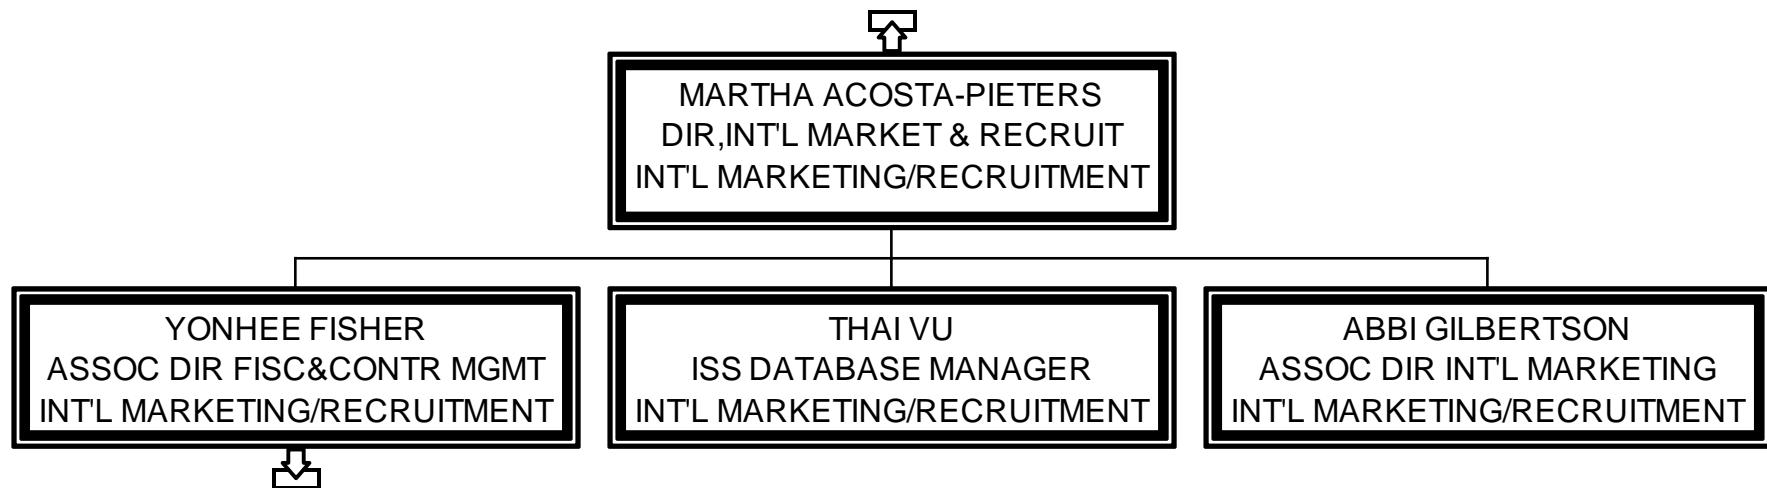 MARTHA ACOSTA-PIETERS
DIR,INT'L MARKET & RECRUIT
INT'L MARKETING/RECRUITMENT
YONHEE FISHER
ASSOC DIR FISC&CONTR MGMT
INT'L MARKETING/RECRUITMENT
THAI VU
ISS DATABASE MANAGER
INT'L MARKETING/RECRUITMENT
ABBI GILBERTSON
ASSOC DIR INT'L MARKETING
INT'L MARKETING/RECRUITMENT